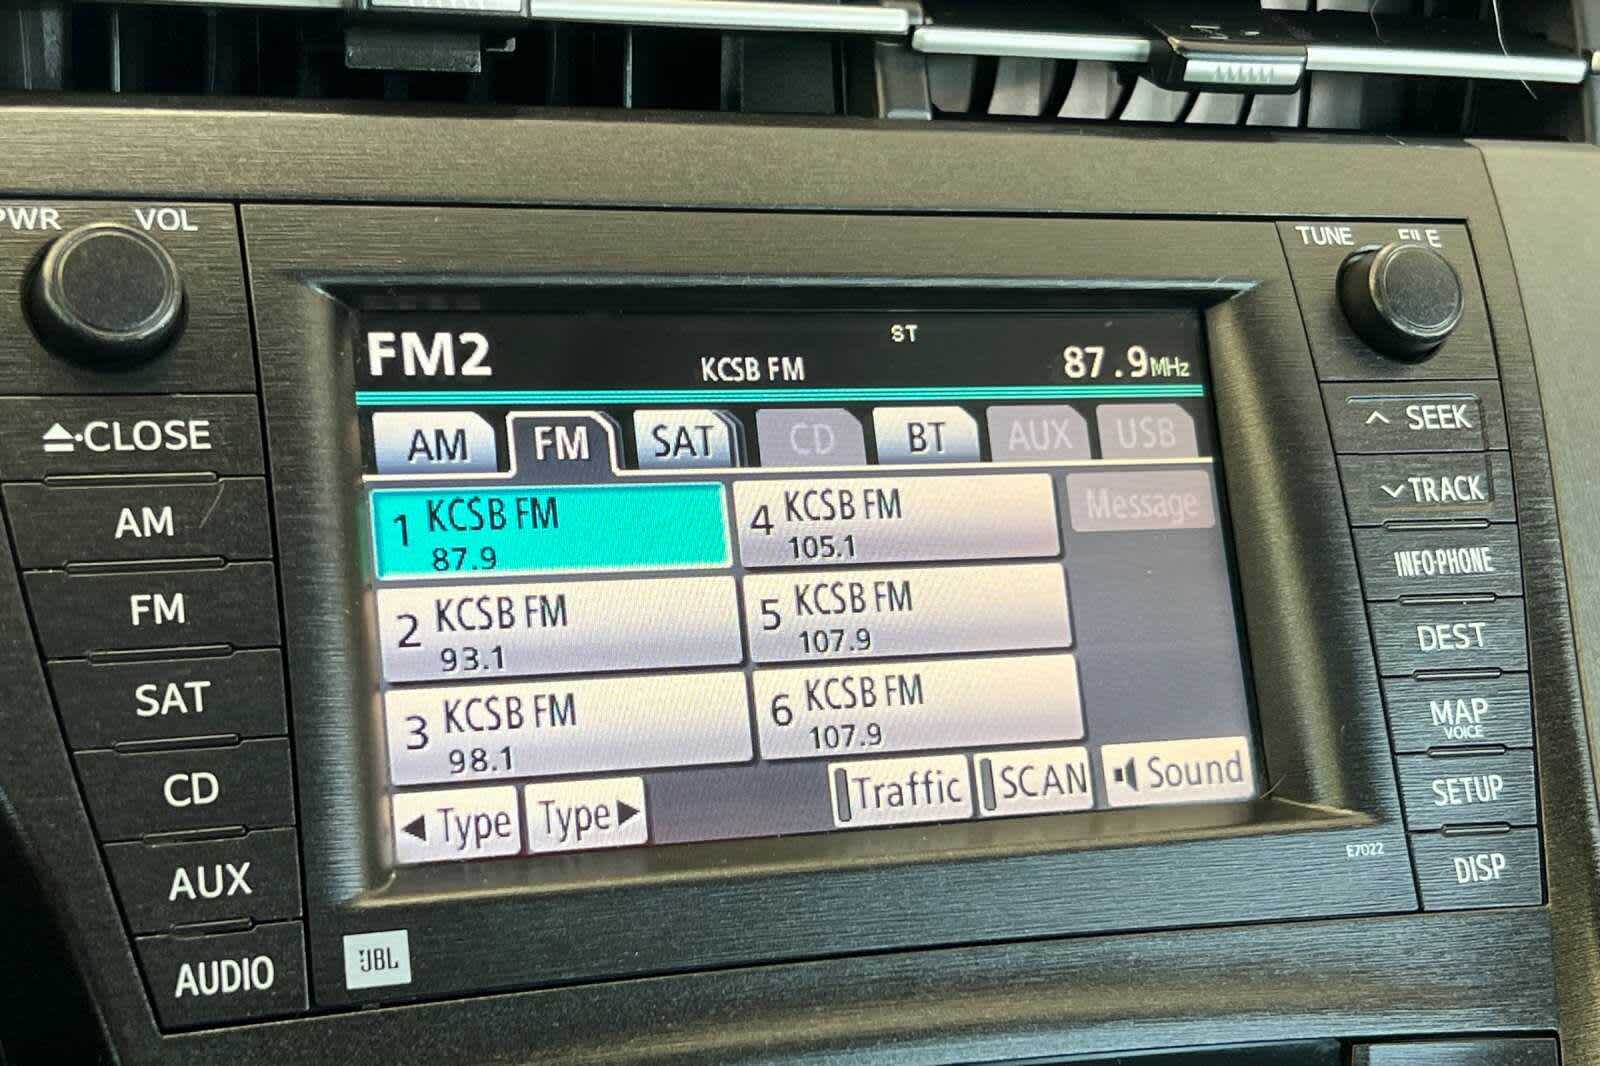 PWR VOL
TUNE FILE
FM2
ST
KCSB FM
87.9MHz
CLOSE
AM
FM
SAT
CD
AUX
AUDIO
AM FM SAT CD BT AUX USB
1 KCSB FM
87.9
2 KCSB FM
93.1
3 KCSB FM
98.1
4 KCSB FM
105.1
5 KCSB FM
107.9
6 KCSB FM
107.9
Message
Type Type
Traffic SCAN Sound
SEEK
TRACK
INFO·PHONE
DEST
MAP
VOICE
SETUP
DISP
E7022
JBL